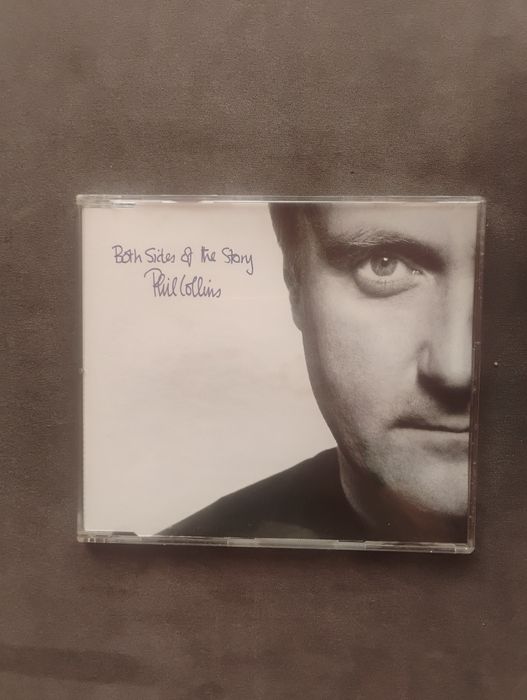 Both Sides of the Story
Phil Collins